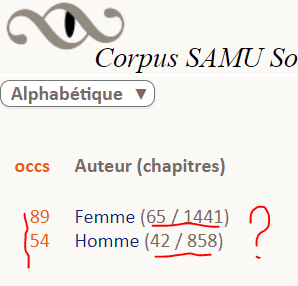 Corpus SAMU So
Alphabétique ▼
occs Auteur (chapitres)
89 Femme (65 / 1441)
54 Homme (42 / 858)
?